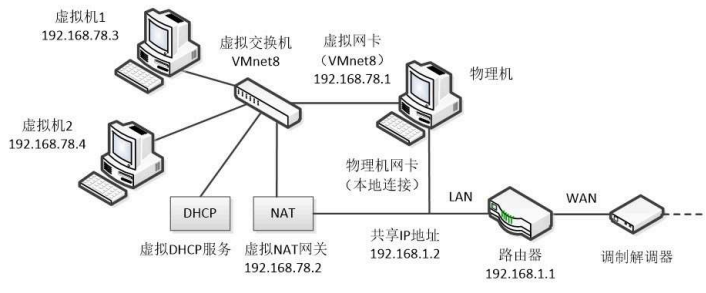 虚拟机1
192.168.78.3
虚拟交换机
VMnet8
虚拟网卡
（VMnet8）
192.168.78.1
物理机
虚拟机2
192.168.78.4
物理机网卡
（本地连接）
DHCP
NAT
LAN
WAN
虚拟DHCP服务
虚拟NAT网关
192.168.78.2
共享IP地址
192.168.1.2
路由器
192.168.1.1
调制解调器